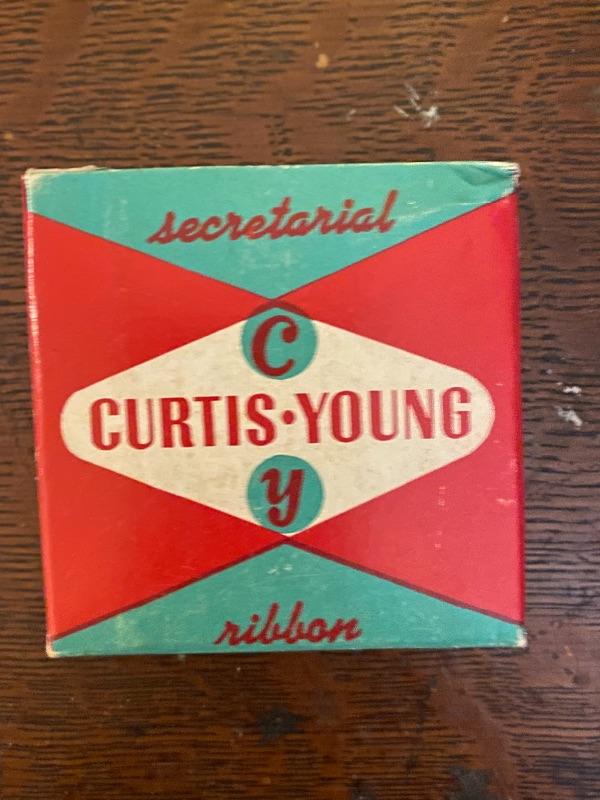 secretarial
C
CURTIS·YOUNG
y
ribbon